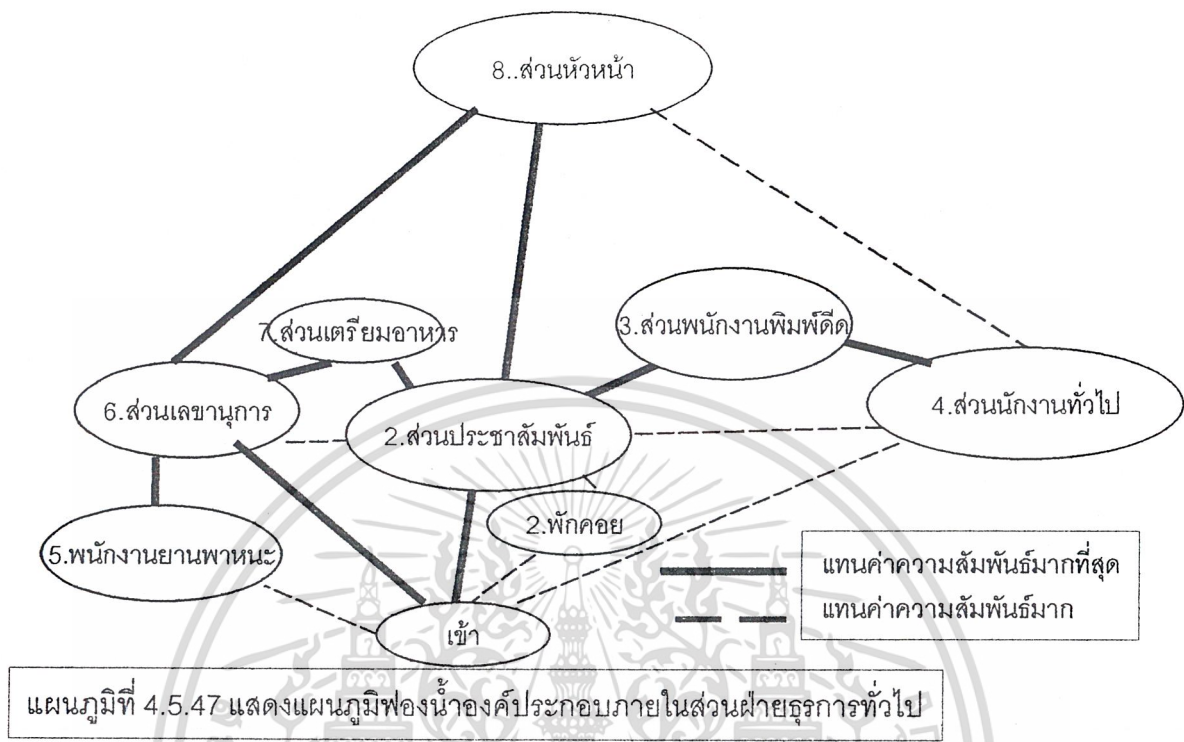 8..ส่วนหัวหน้า
7.ส่วนเตรียมอาหาร
3.ส่วนพนักงานพิมพ์ดีด
6.ส่วนเลขานุการ
2.ส่วนประชาสัมพันธ์
4.ส่วนนักงานทั่วไป
2.พักคอย
5.พนักงานยานพาหนะ
เข้า
แทนค่าความสัมพันธ์มากที่สุด
แทนค่าความสัมพันธ์มาก
แผนภูมิที่ 4.5.47 แสดงแผนภูมิฟองน้ำองค์ประกอบภายในส่วนฝ่ายธุรการทั่วไป